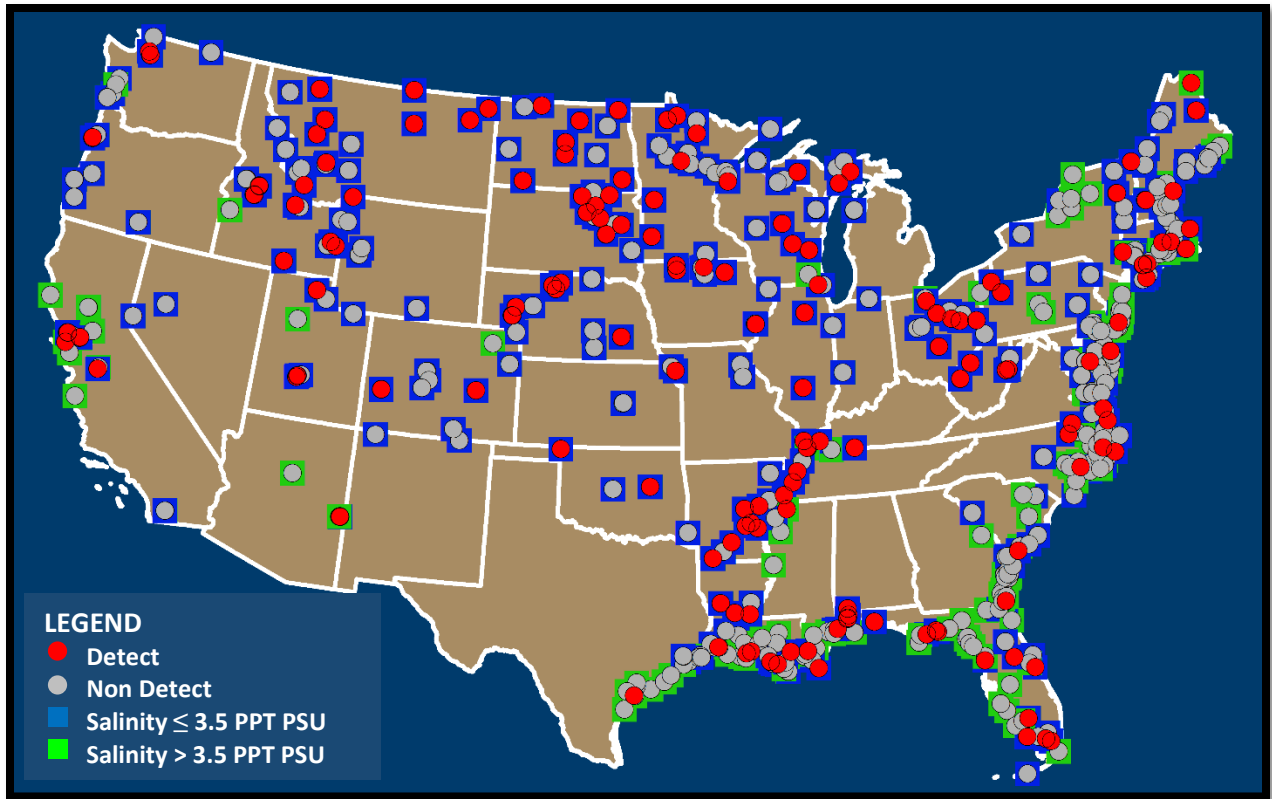 LEGEND
Detect
Non Detect
Salinity ≤ 3.5 PPT PSU
Salinity > 3.5 PPT PSU